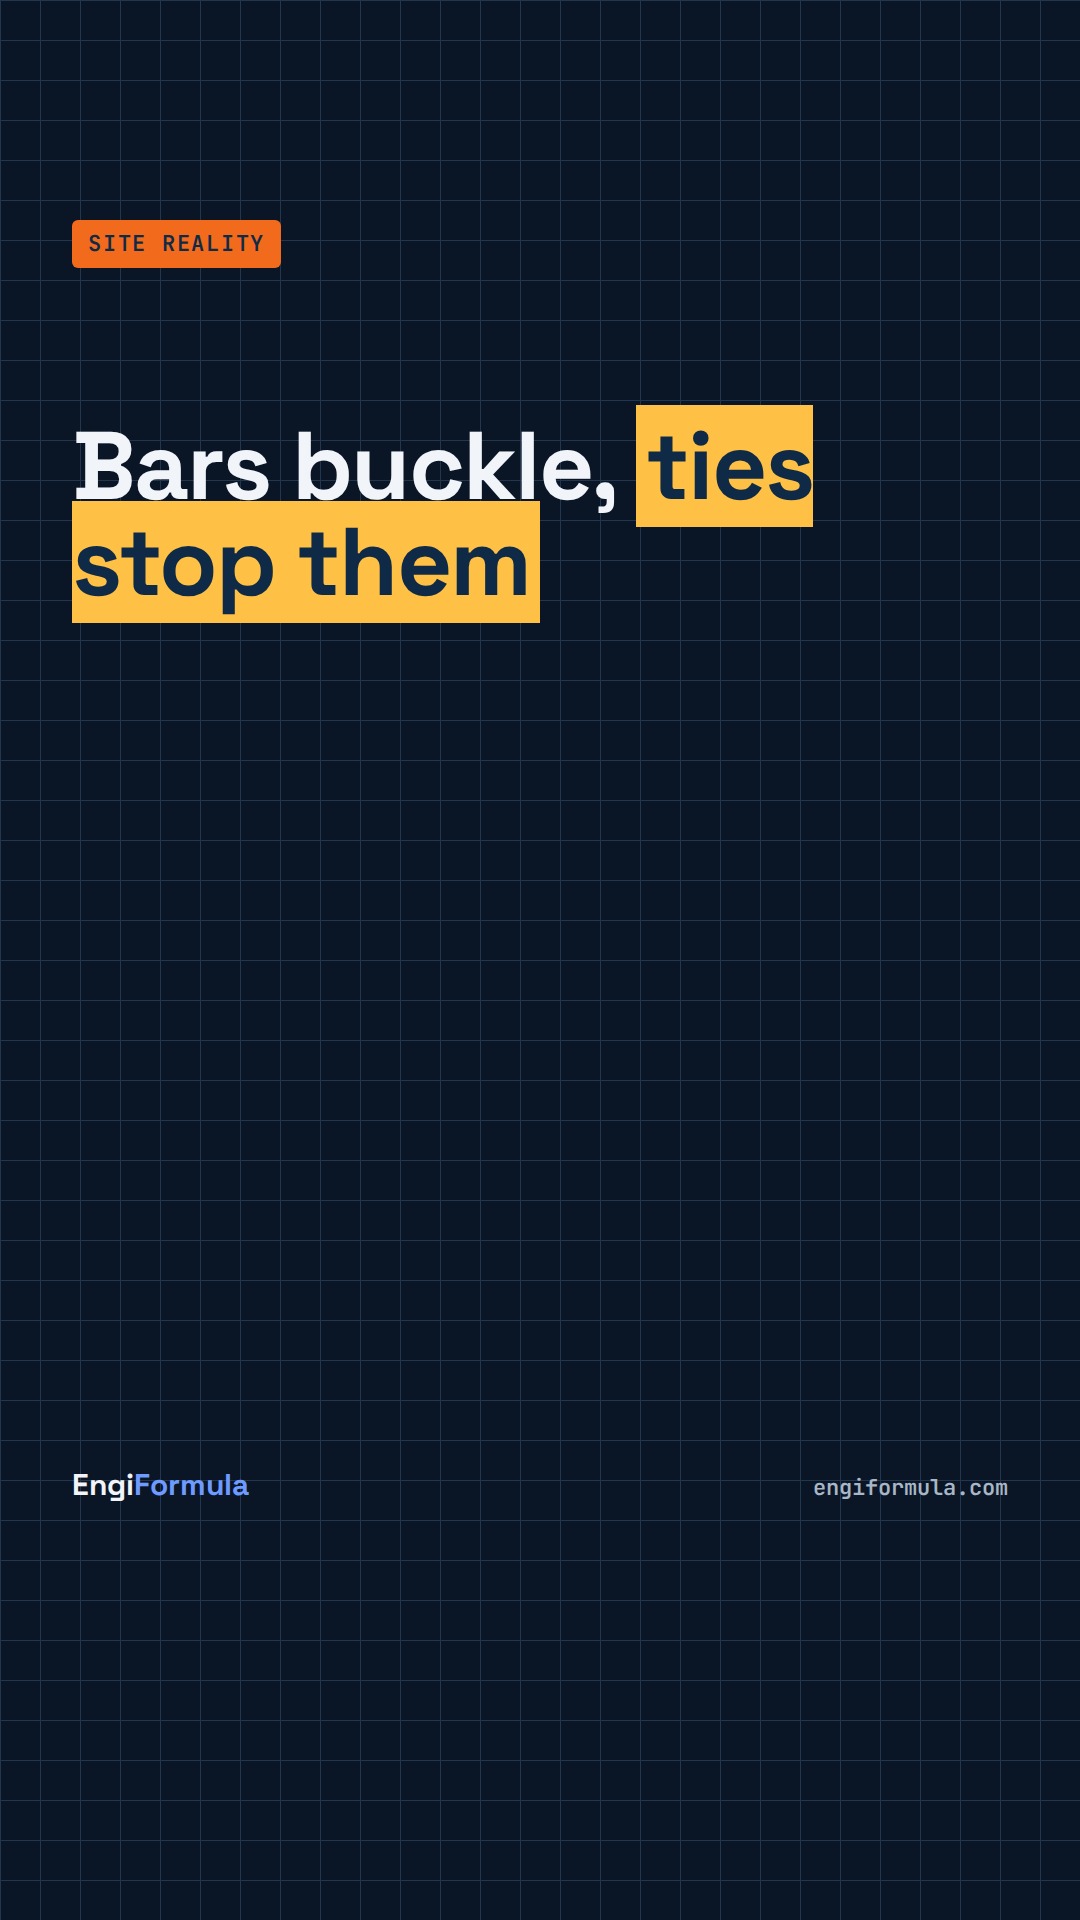 SITE REALITY
Bars buckle, ties
stop them
EngiFormula
engiformula.com